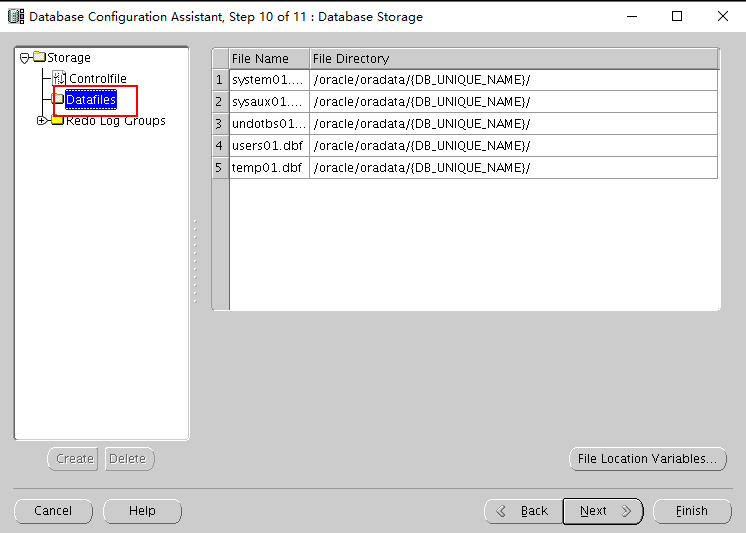 Database Configuration Assistant, Step 10 of 11 : Database Storage
Storage
Controlfile
Datafiles
Redo Log Groups
File Name File Directory
1 system01.... /oracle/oradata/{DB_UNIQUE_NAME}/
2 sysaux01.... /oracle/oradata/{DB_UNIQUE_NAME}/
3 undotbs01... /oracle/oradata/{DB_UNIQUE_NAME}/
4 users01.dbf /oracle/oradata/{DB_UNIQUE_NAME}/
5 temp01.dbf /oracle/oradata/{DB_UNIQUE_NAME}/
Create Delete
File Location Variables...
Cancel Help Back Next Finish